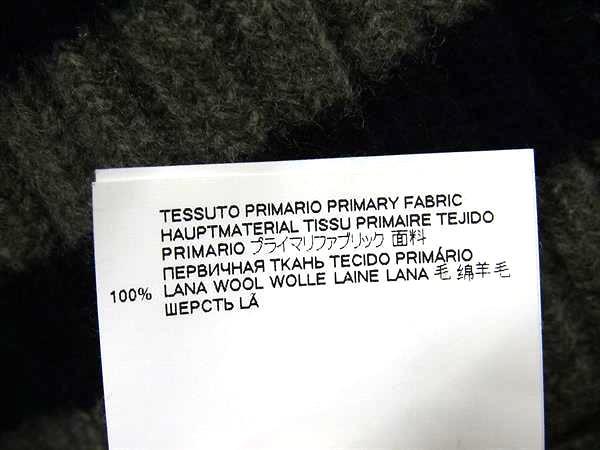 TESSUTO PRIMARIO PRIMARY FABRIC
HAUPTMATERIAL TISSU PRIMAIRE TEJIDO
PRIMARIO プライマリファブリック 面料
ПЕРВИЧНАЯ ТКАНЬ TECIDO PRIMÁRIO
100% LANA WOOL WOLLE LAINE LANA 毛 绵羊毛
ШЕРСТЬ LÃ